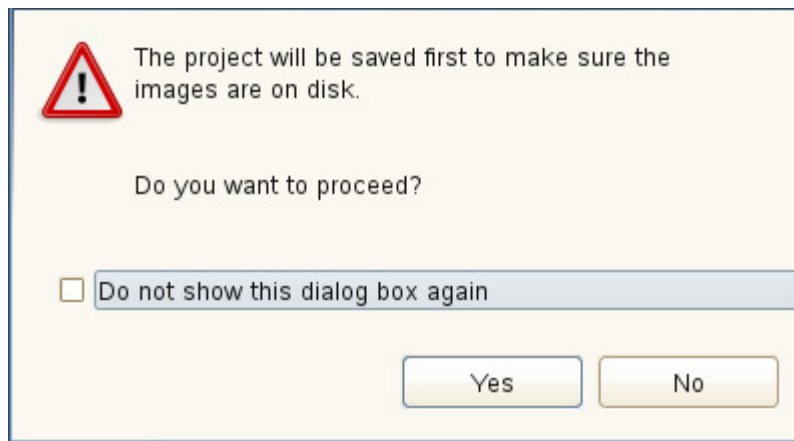 The project will be saved first to make sure the
images are on disk.
Do you want to proceed?
Do not show this dialog box again
Yes
No